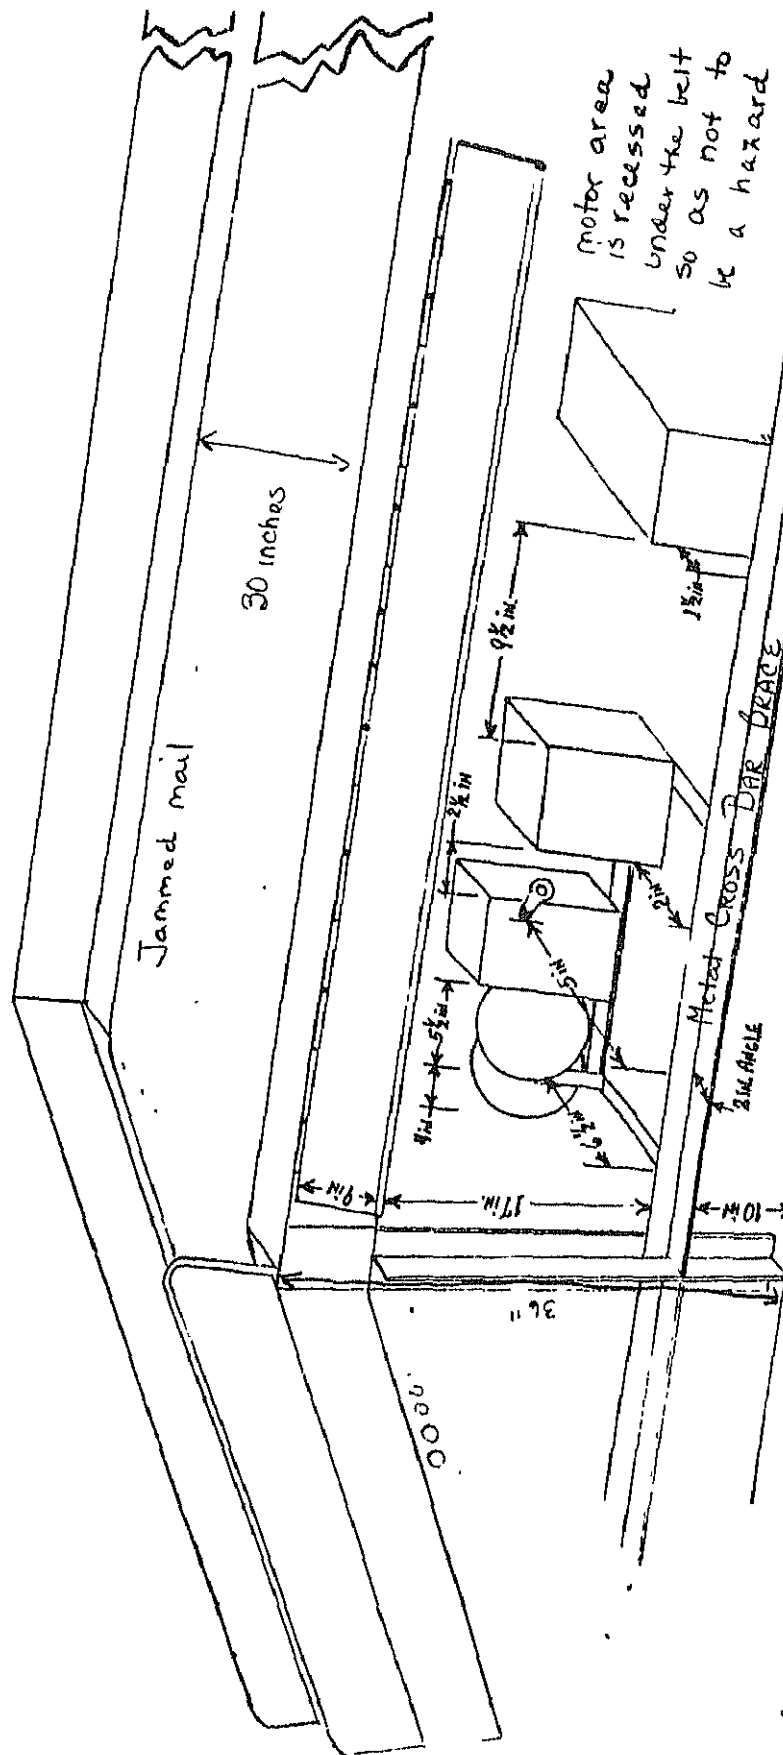 motor area
is recessed
under the belt
so as not to
be a hazard
30 inches
Jammed mail
9½ in.
2½ in
5½ in
4 in
1½ in
2 in
5 in
9 in
17 in.
10 in
36"
Metal Cross Bar Brace
2 in. Angle